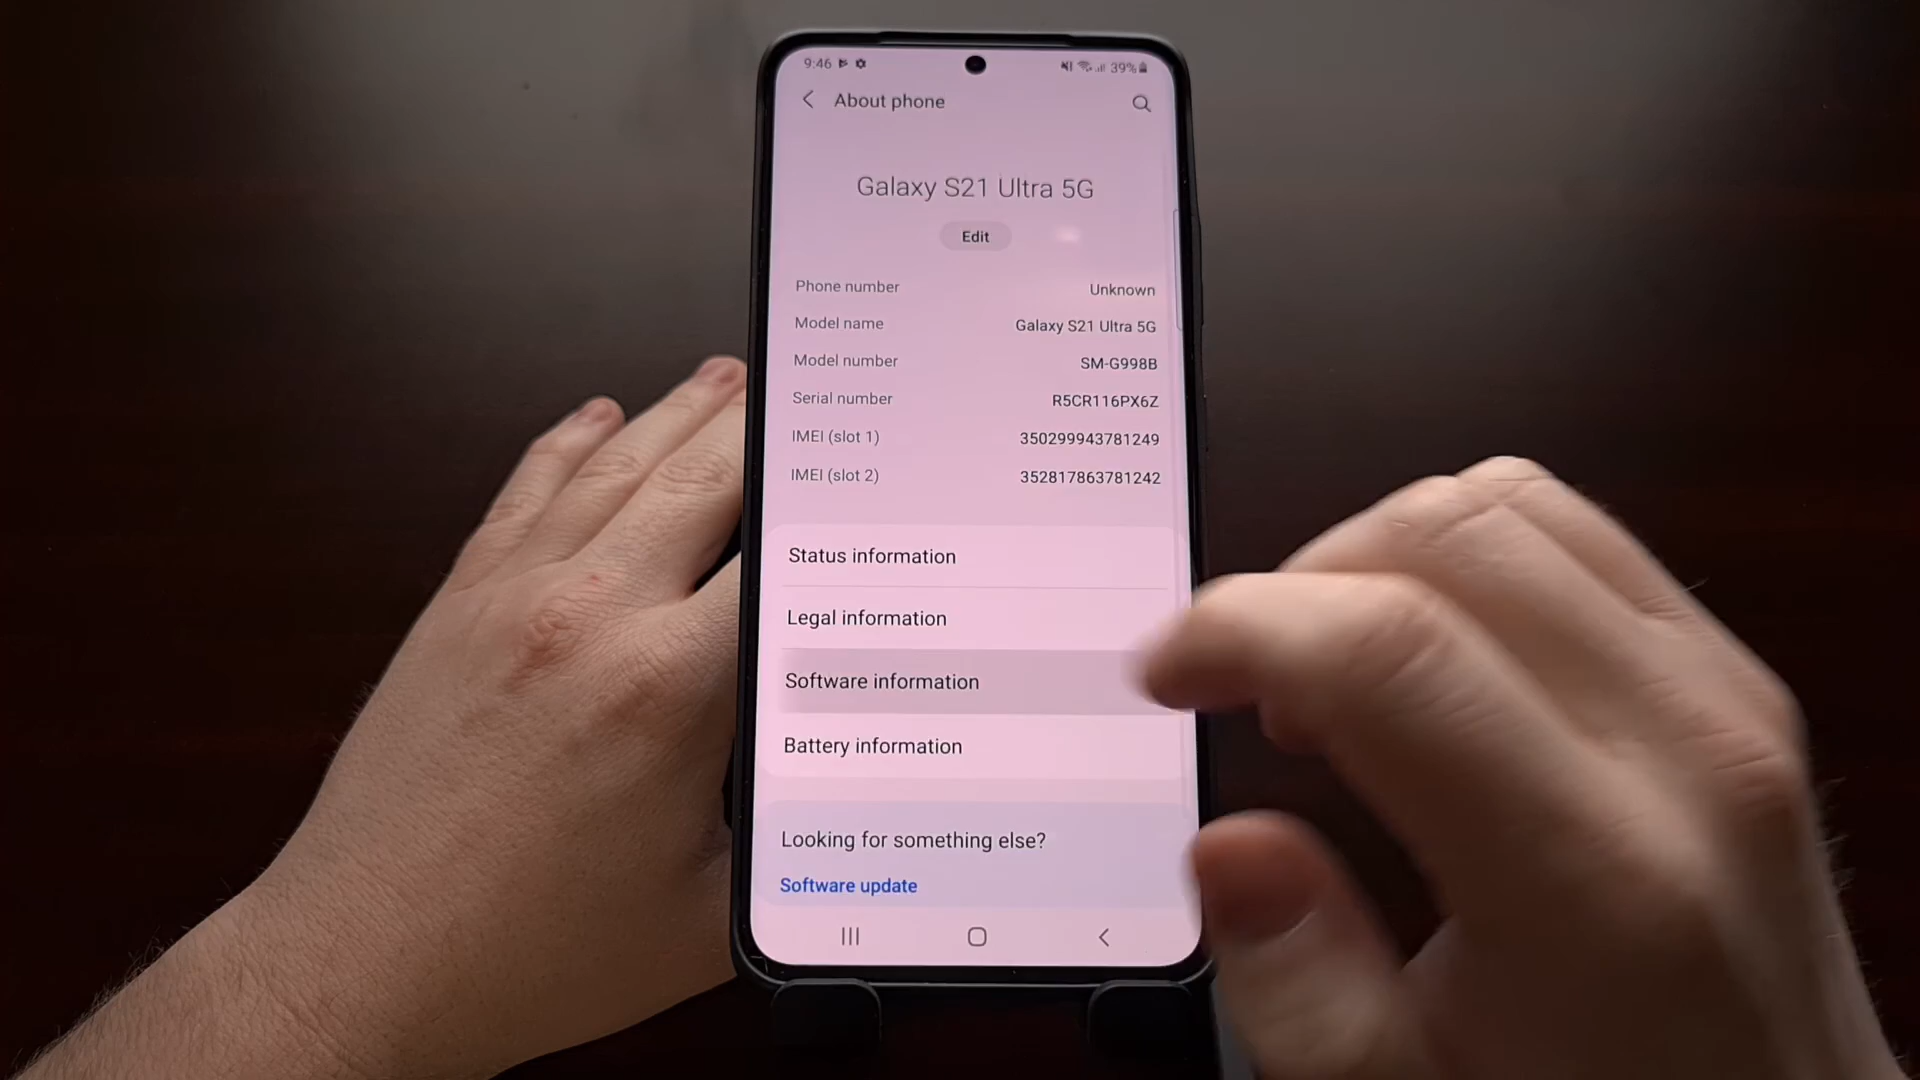 9:46
39%
About phone
Galaxy S21 Ultra 5G
Edit
Phone number Unknown
Model name Galaxy S21 Ultra 5G
Model number SM-G998B
Serial number R5CR116PX6Z
IMEI (slot 1) 350299943781249
IMEI (slot 2) 352817863781242
Status information
Legal information
Software information
Battery information
Looking for something else?
Software update